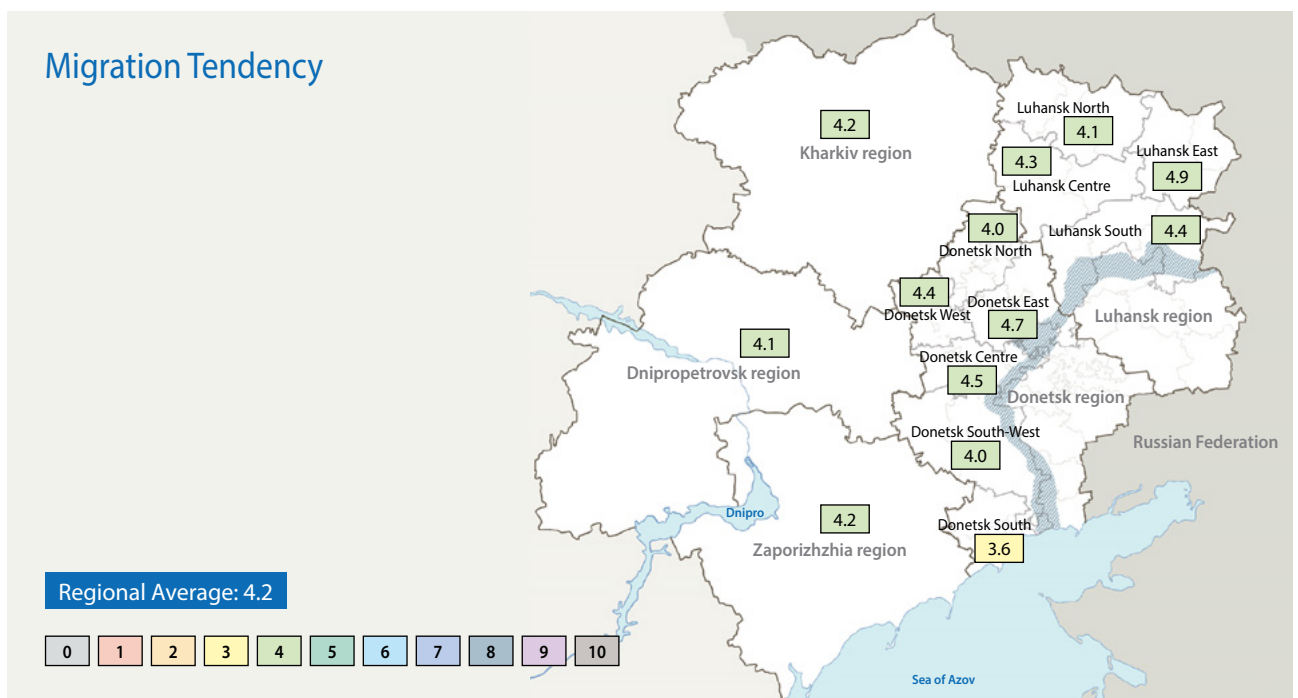 Migration Tendency
4.2
Kharkiv region
Luhansk North
4.1
4.3
Luhansk Centre
Luhansk East
4.9
4.0
Donetsk North
Luhansk South
4.4
4.4
Donetsk West
Donetsk East
4.7
Luhansk region
4.1
Dnipropetrovsk region
Donetsk Centre
4.5
Donetsk region
Donetsk South-West
4.0
Russian Federation
Dnipro
4.2
Zaporizhzhia region
Donetsk South
3.6
Regional Average: 4.2
0 1 2 3 4 5 6 7 8 9 10
Sea of Azov